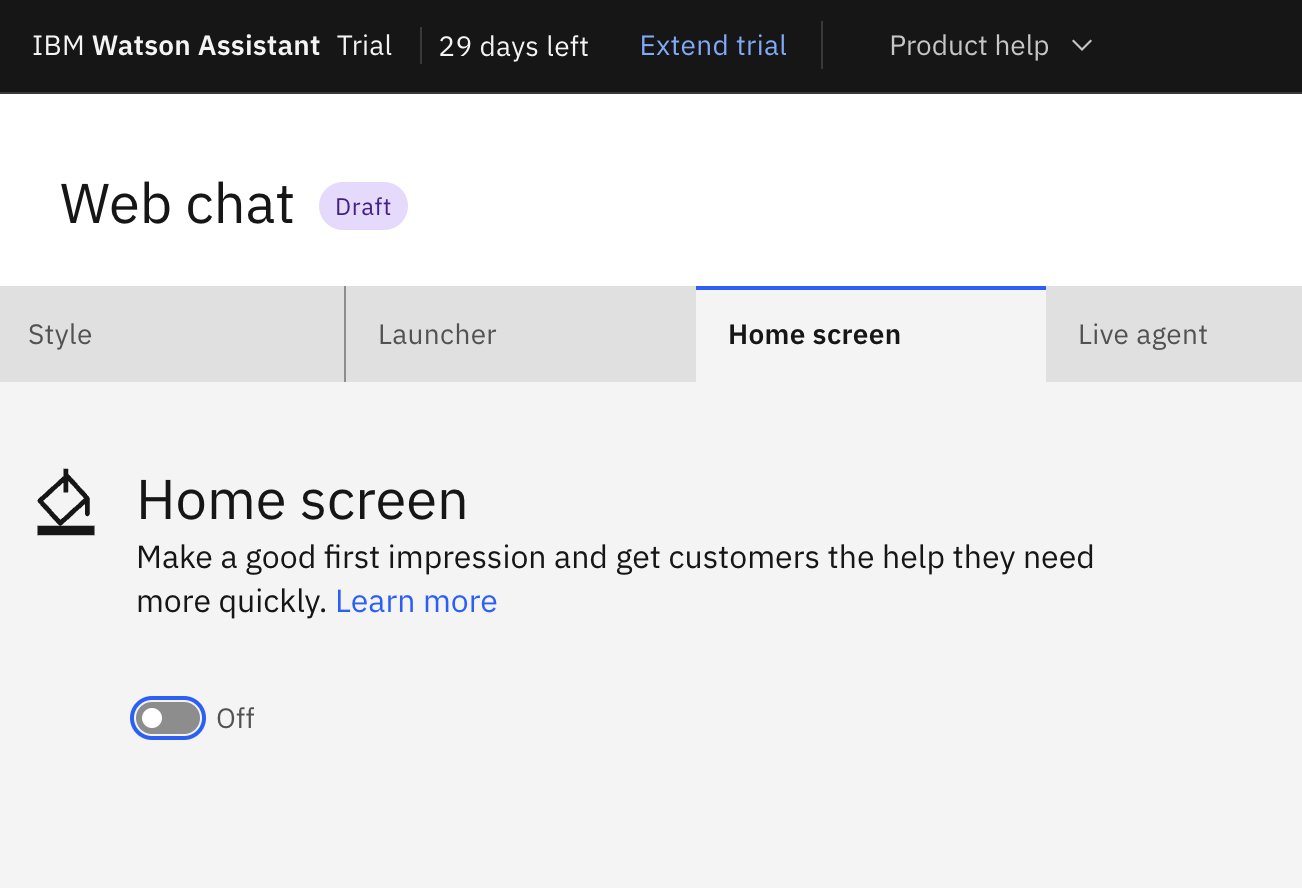 IBM Watson Assistant Trial 29 days left Extend trial Product help
Web chat Draft
Style Launcher Home screen Live agent
Home screen
Make a good first impression and get customers the help they need
more quickly. Learn more
Off